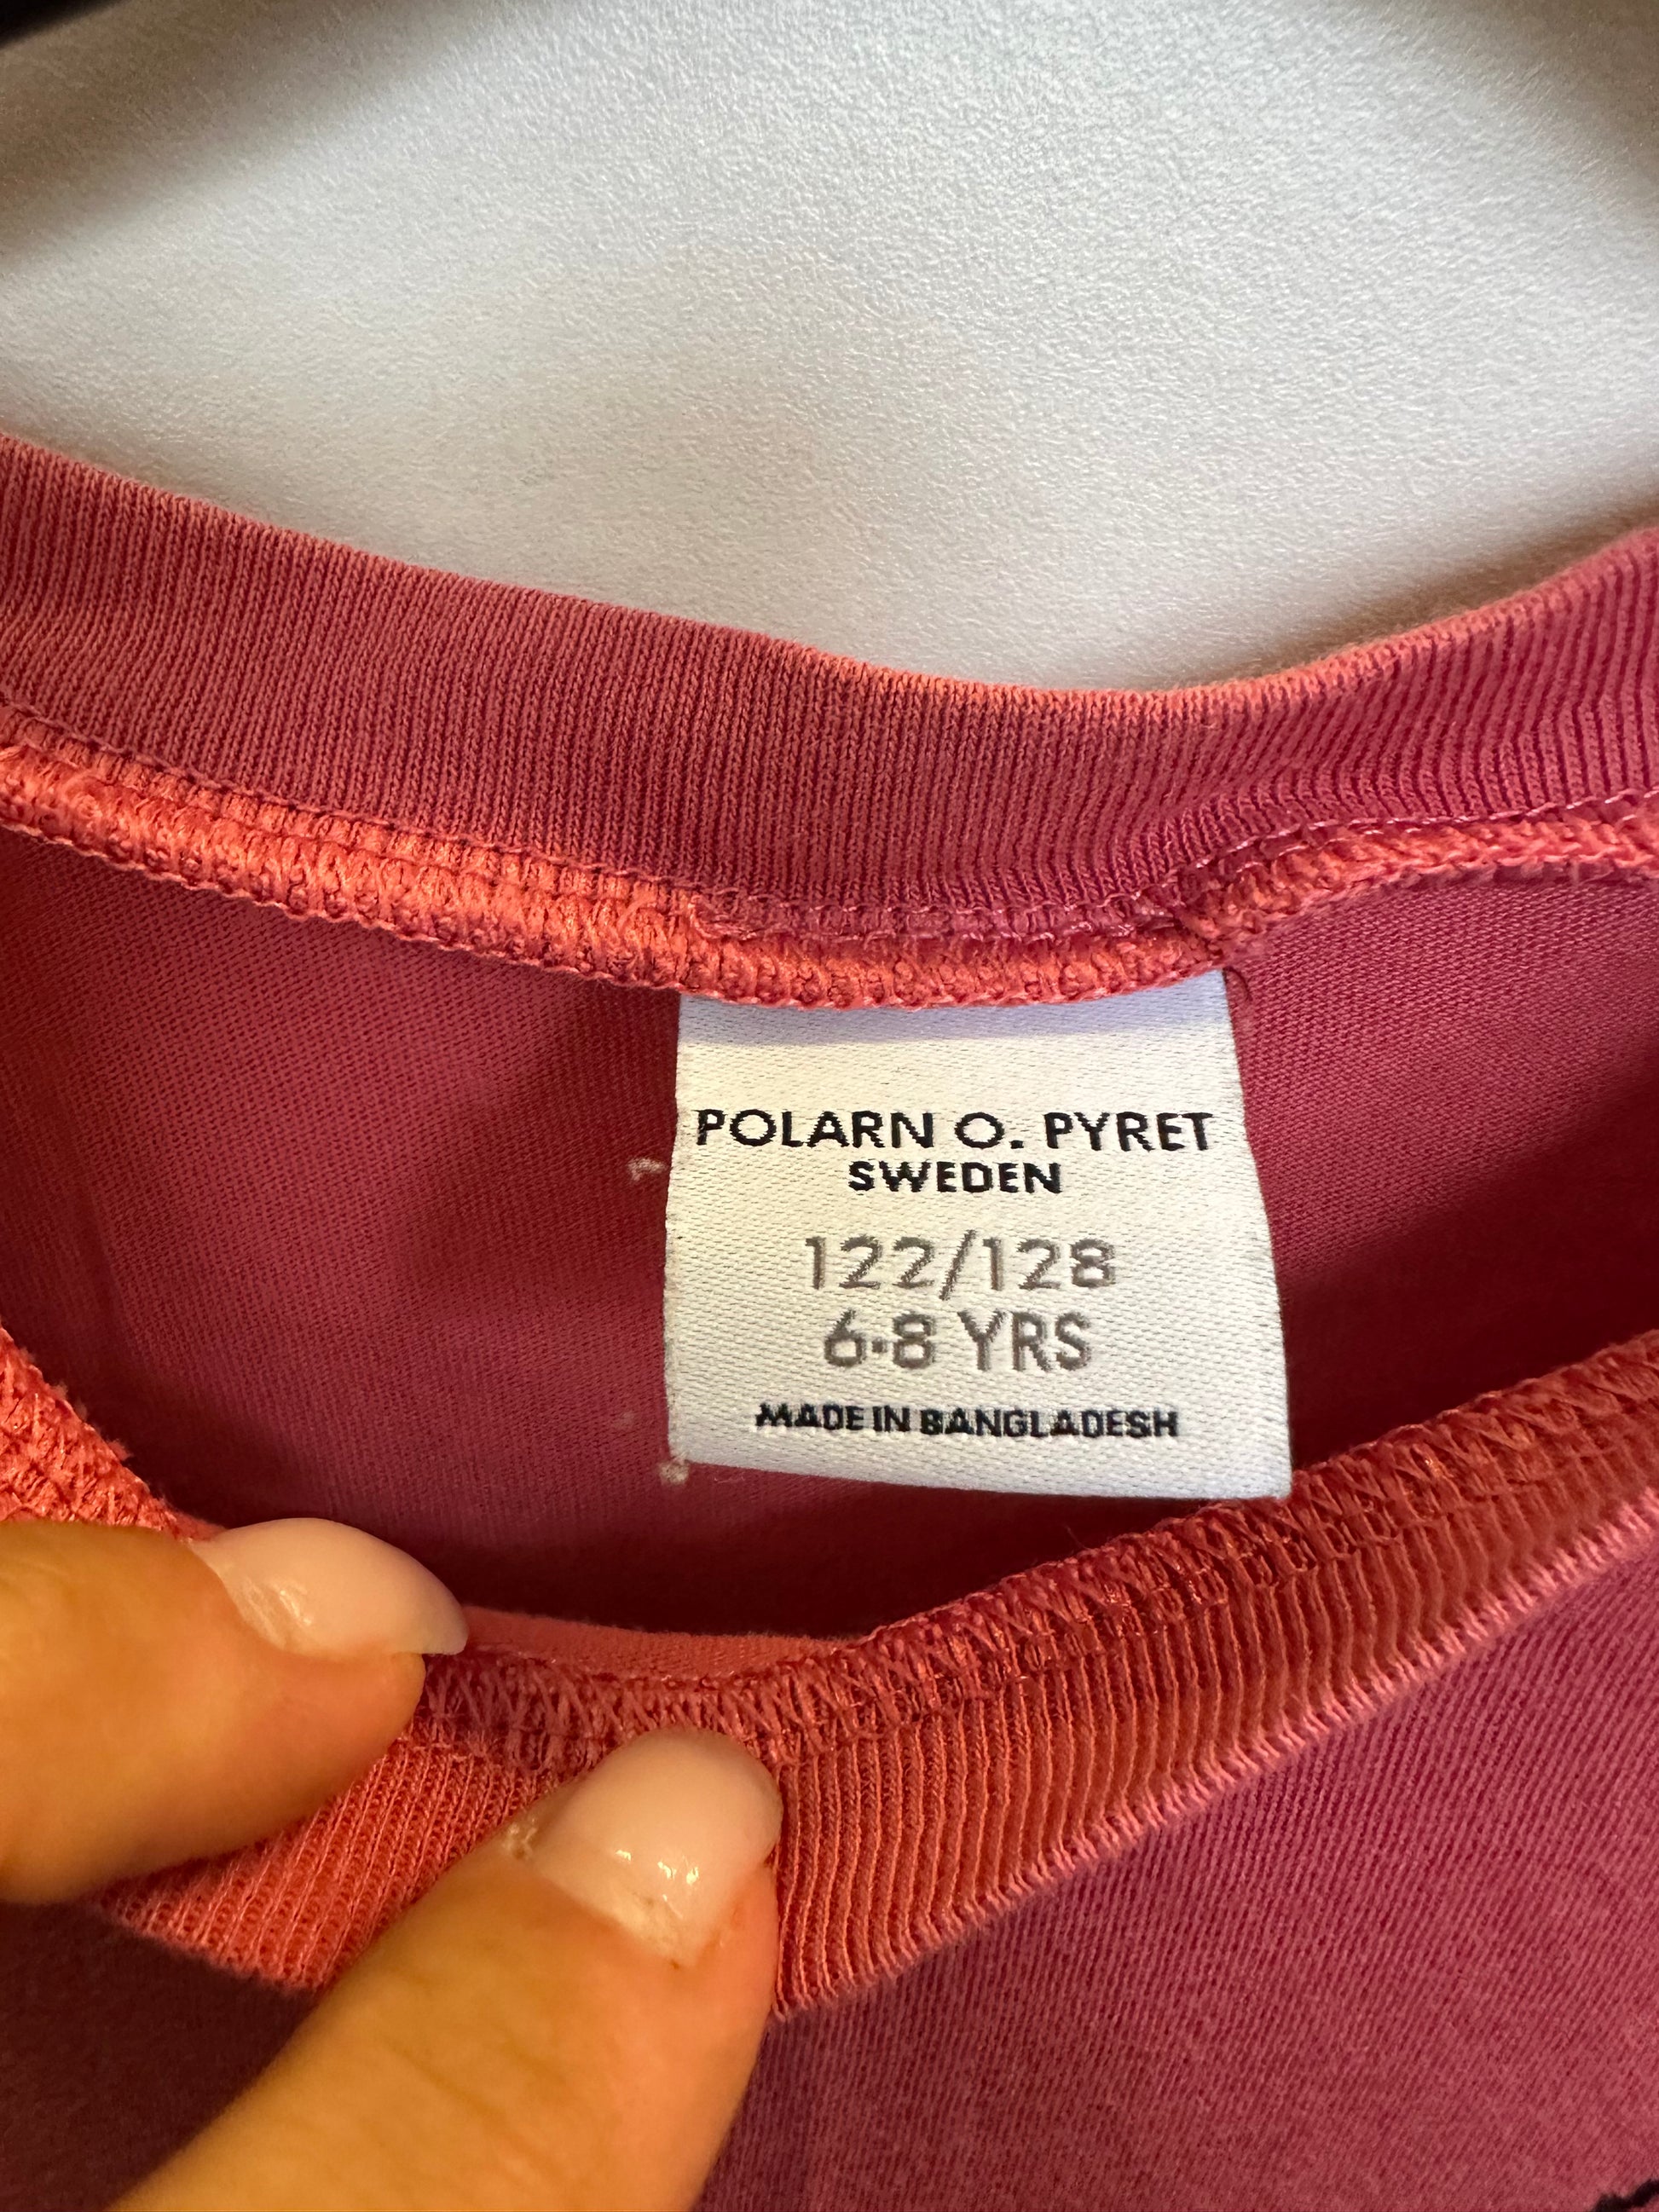 POLARN O. PYRET
SWEDEN
122/128
6-8 YRS
MADE IN BANGLADESH